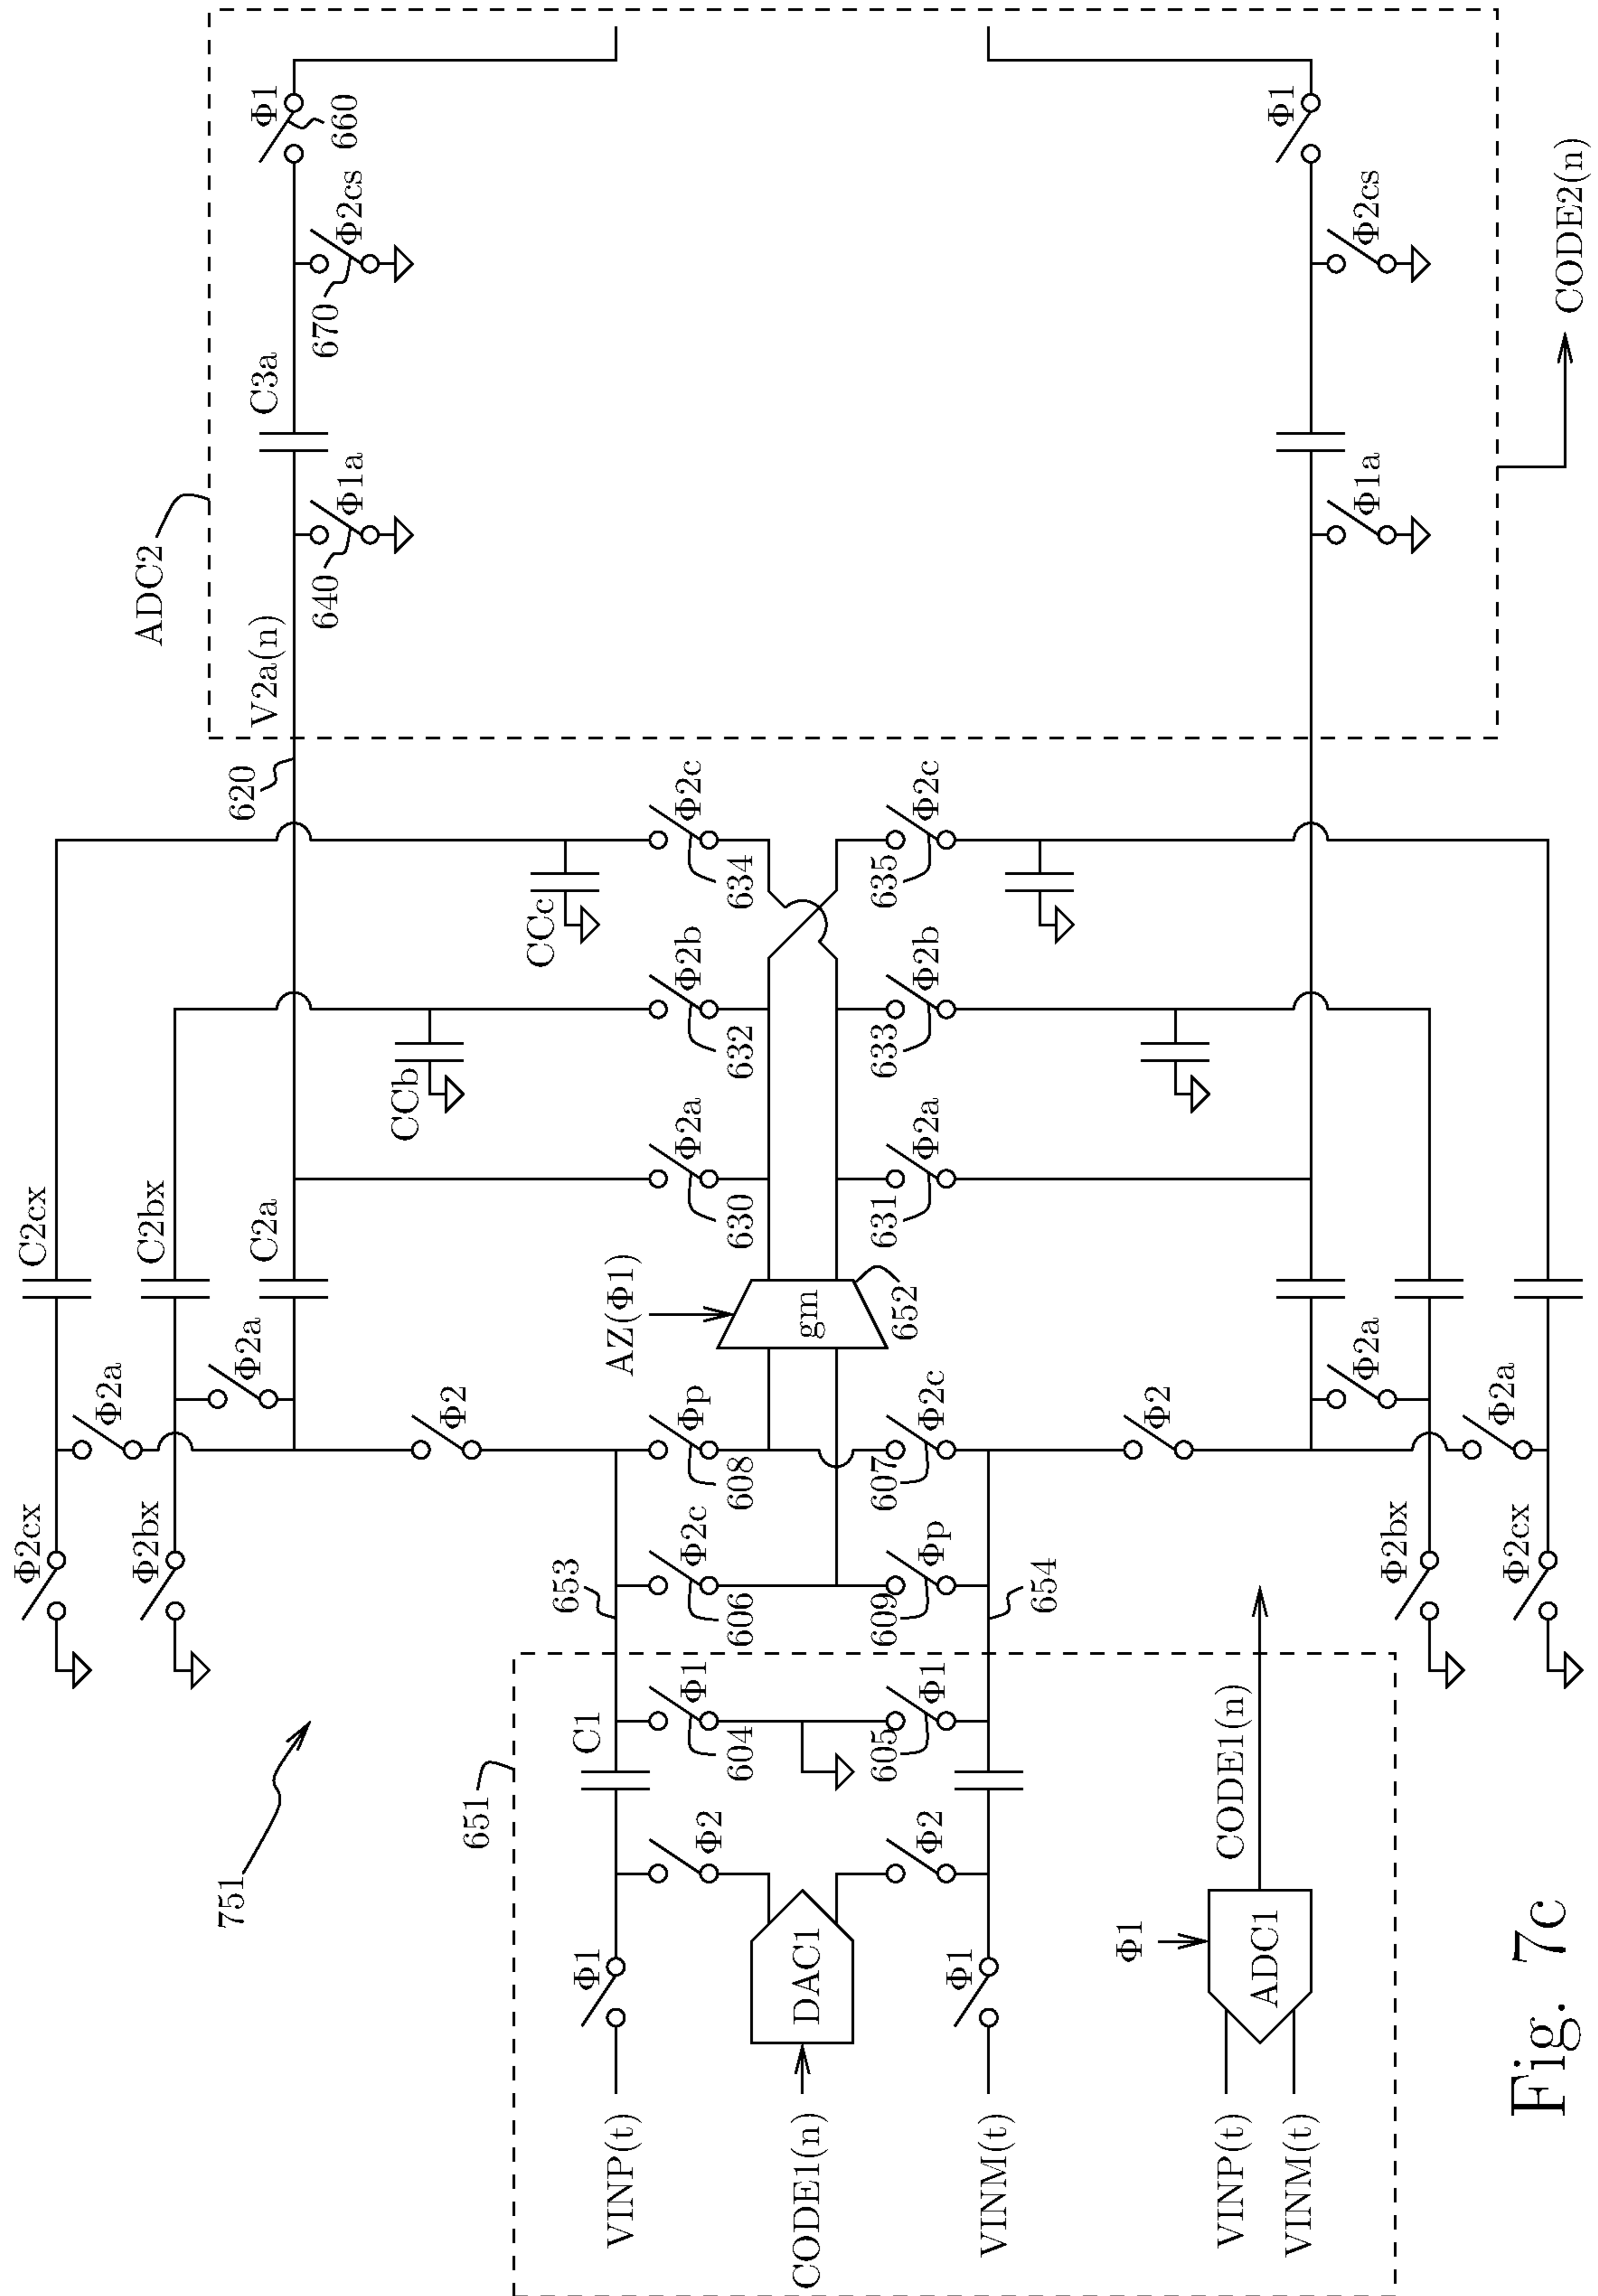 Φ2cx
C2cx
Φ2a
Φ2bx
C2bx
ADC2
751
Φ2a
620
C2a
V2a(n)
C3a
Φ1
640
670
660
Φ1a
Φ2cs
CCb
Φ2
651
CCc
653
Φ1
C1
VINP(t)
AZ(Φ1)
Φ1
Φ2c
Φp
Φ2a
Φ2b
Φ2c
Φ2
604
606
608
630
632
634
CODE1(n)
DAC1
gm
605
609
607
631
633
635
652
Φ2
Φ1
Φp
Φ2c
Φ2a
Φ2b
Φ2c
Φ1
VINM(t)
654
Φ1
Φ2
VINP(t)
CODE1(n)
ADC1
Φ1
VINM(t)
Φ2a
Φ1a
Φ2cs
Φ2bx
Φ2a
Φ2cx
CODE2(n)
Fig. 7c